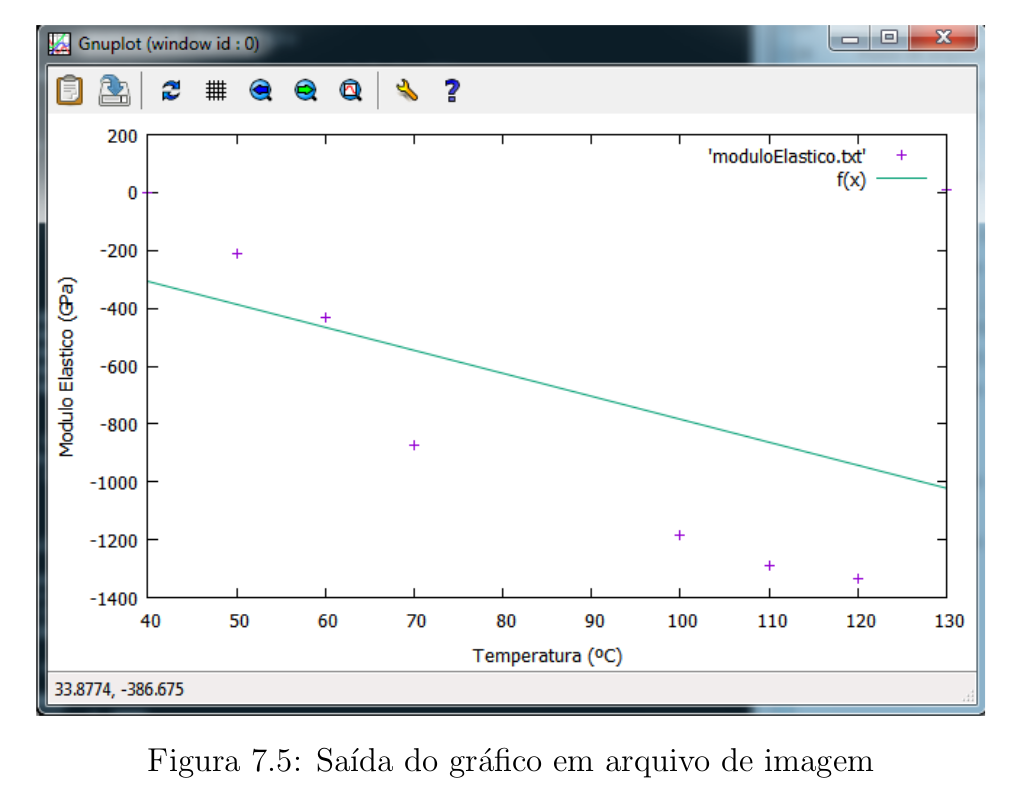 Gnuplot (window id : 0)
'moduloElastico.txt'
f(x)
200
0
-200
-400
-600
-800
-1000
-1200
-1400
Modulo Elastico (GPa)
40 50 60 70 80 90 100 110 120 130
Temperatura (ºC)
33.8774, -386.675
Figura 7.5: Saída do gráfico em arquivo de imagem